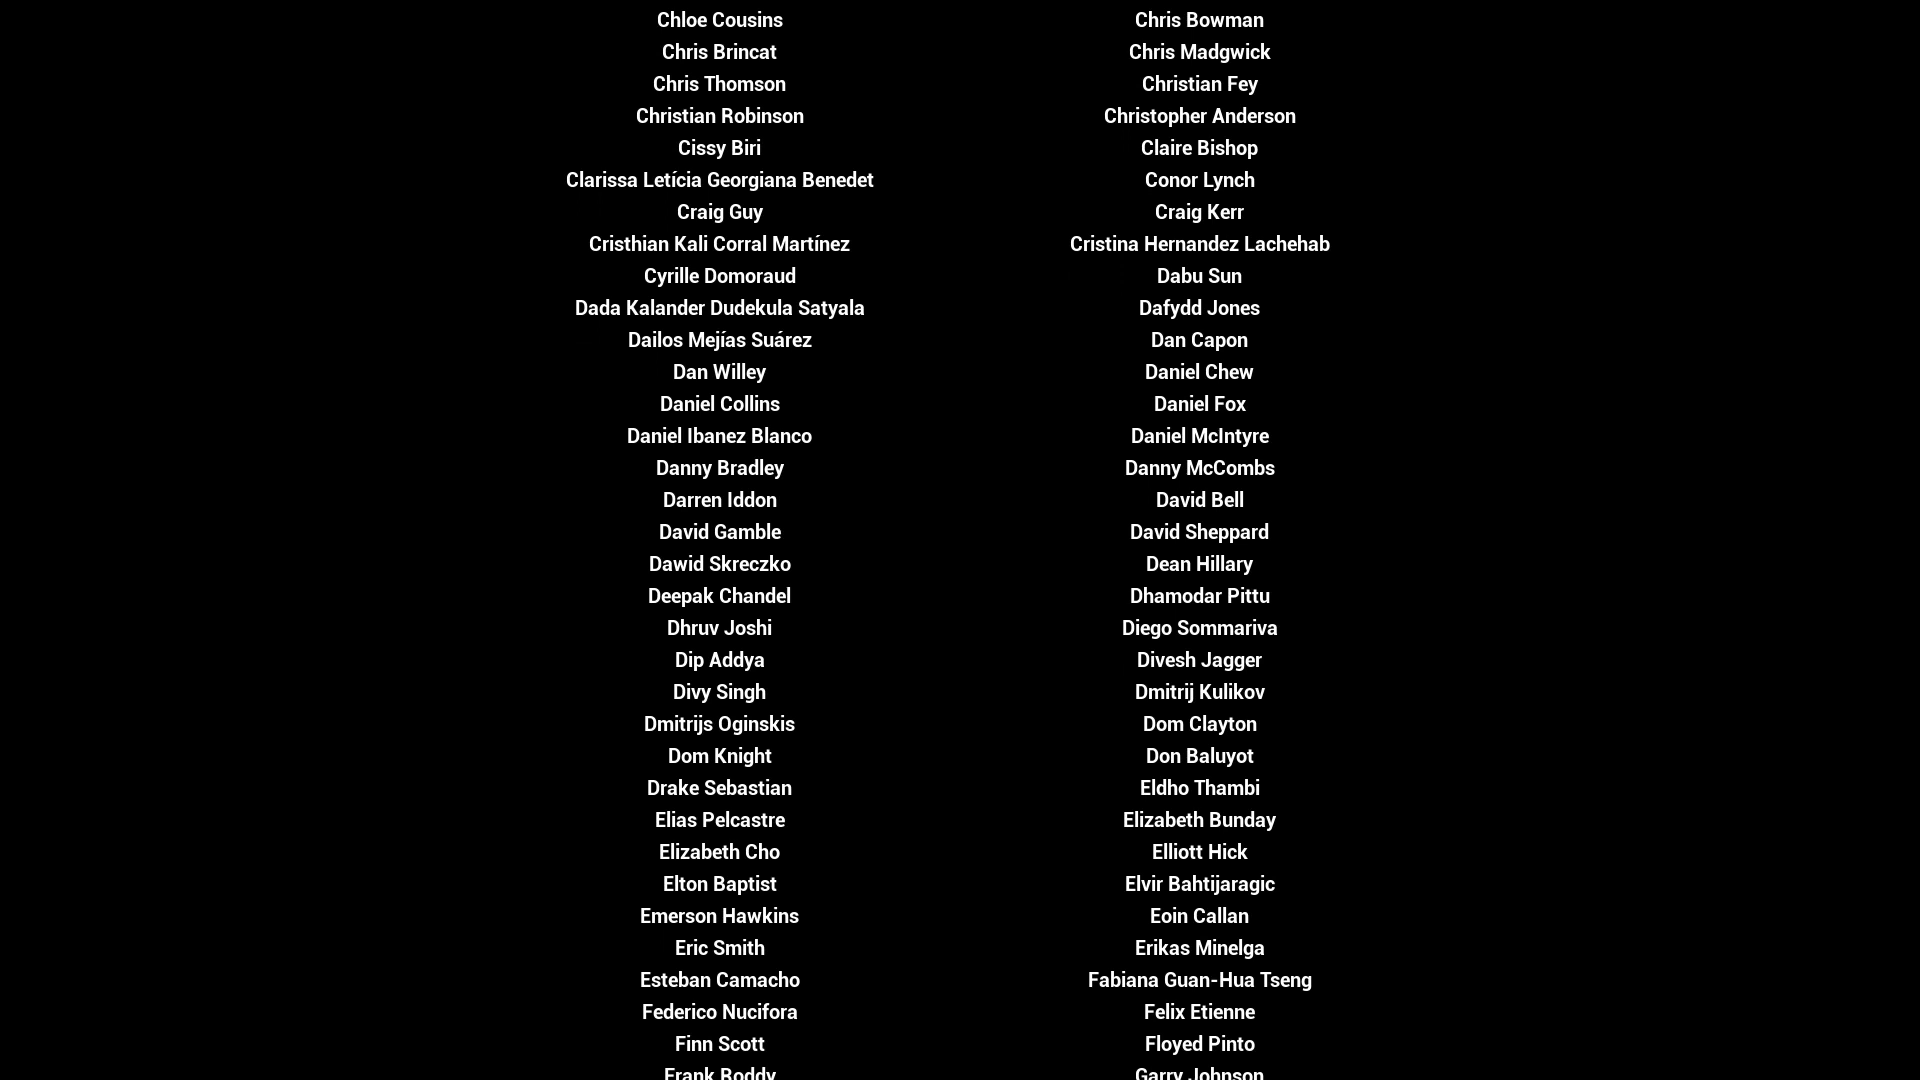 Chloe Cousins Chris Bowman
Chris Brincat Chris Madgwick
Chris Thomson Christian Fey
Christian Robinson Christopher Anderson
Cissy Biri Claire Bishop
Clarissa Letícia Georgiana Benedet Conor Lynch
Craig Guy Craig Kerr
Cristhian Kali Corral Martínez Cristina Hernandez Lachehab
Cyrille Domoraud Dabu Sun
Dada Kalander Dudekula Satyala Dafydd Jones
Dailos Mejías Suárez Dan Capon
Dan Willey Daniel Chew
Daniel Collins Daniel Fox
Daniel Ibanez Blanco Daniel McIntyre
Danny Bradley Danny McCombs
Darren Iddon David Bell
David Gamble David Sheppard
Dawid Skreczko Dean Hillary
Deepak Chandel Dhamodar Pittu
Dhruv Joshi Diego Sommariva
Dip Addya Divesh Jagger
Divy Singh Dmitrij Kulikov
Dmitrijs Oginskis Dom Clayton
Dom Knight Don Baluyot
Drake Sebastian Eldho Thambi
Elias Pelcastre Elizabeth Bunday
Elizabeth Cho Elliott Hick
Elton Baptist Elvir Bahtijaragic
Emerson Hawkins Eoin Callan
Eric Smith Erikas Minelga
Esteban Camacho Fabiana Guan-Hua Tseng
Federico Nucifora Felix Etienne
Finn Scott Floyed Pinto
Frank Boddy Garry Johnson